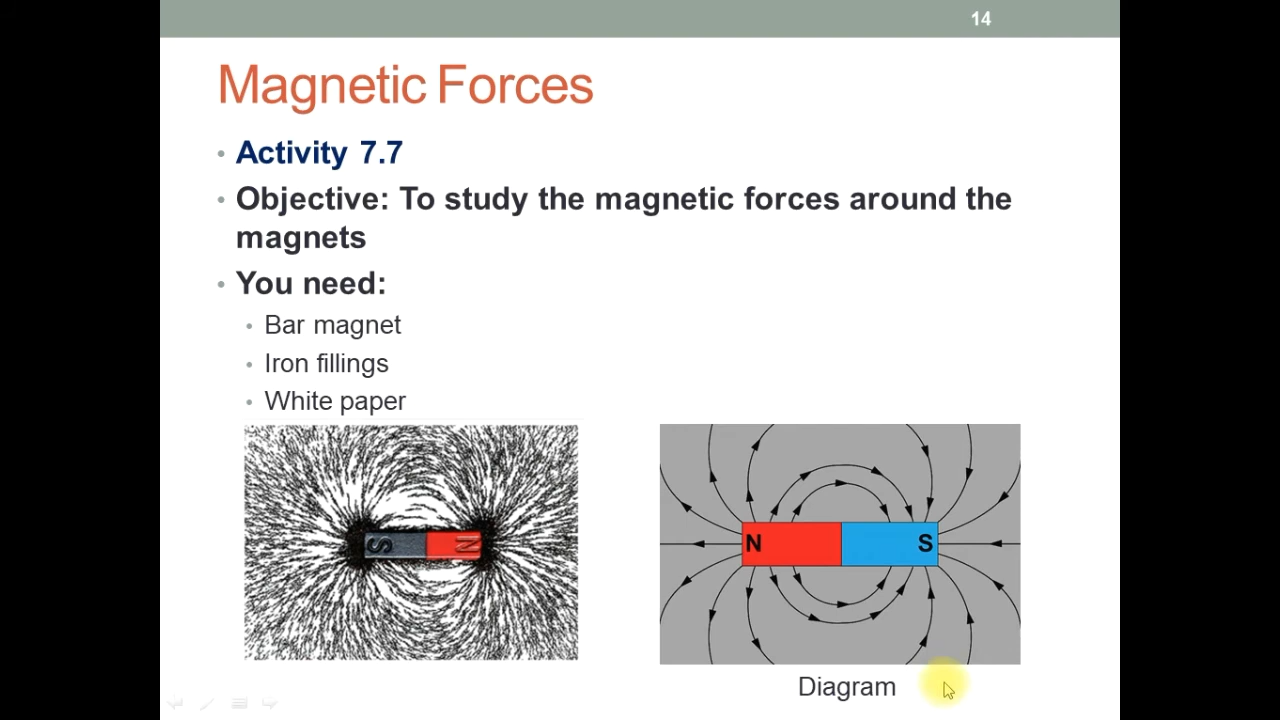 14
Magnetic Forces
Activity 7.7
Objective: To study the magnetic forces around the
magnets
You need:
Bar magnet
Iron fillings
White paper
S N
N S
Diagram